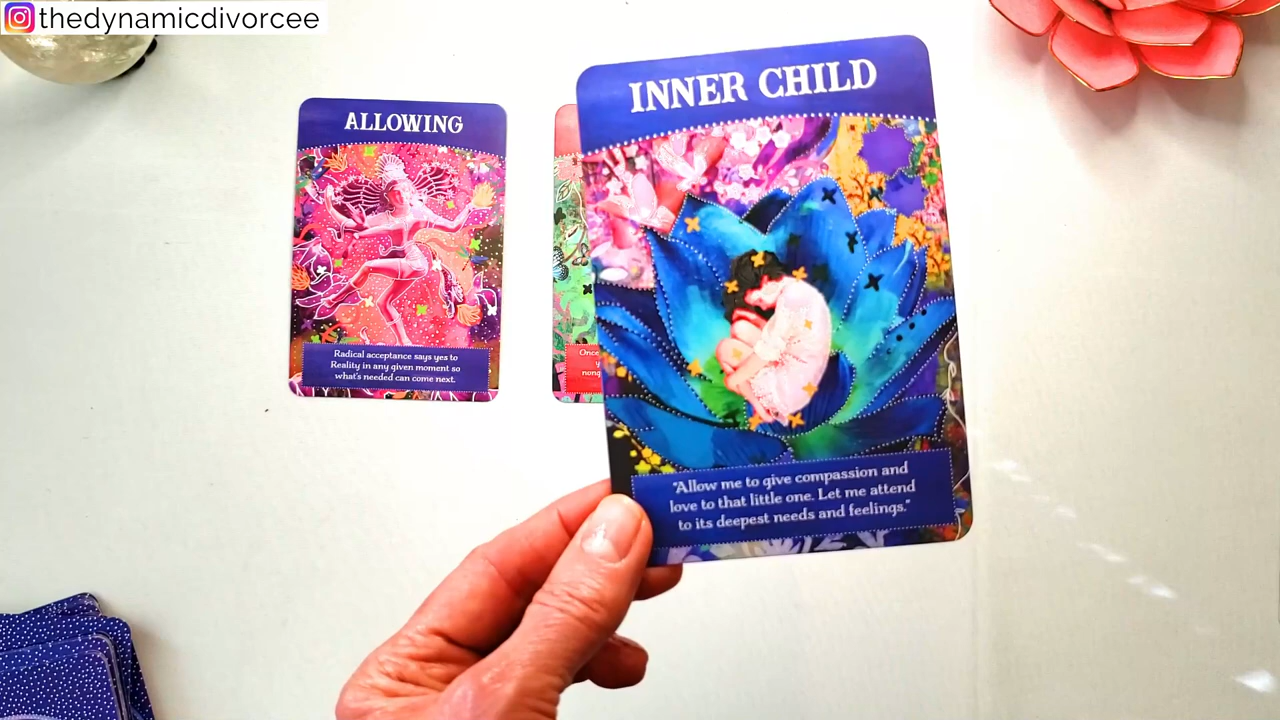 thedynamicdivorcee
ALLOWING
Radical acceptance says yes to
Reality in any given moment so
what's needed can come next.
Once
INNER CHILD
"Allow me to give compassion and
love to that little one. Let me attend
to its deepest needs and feelings."